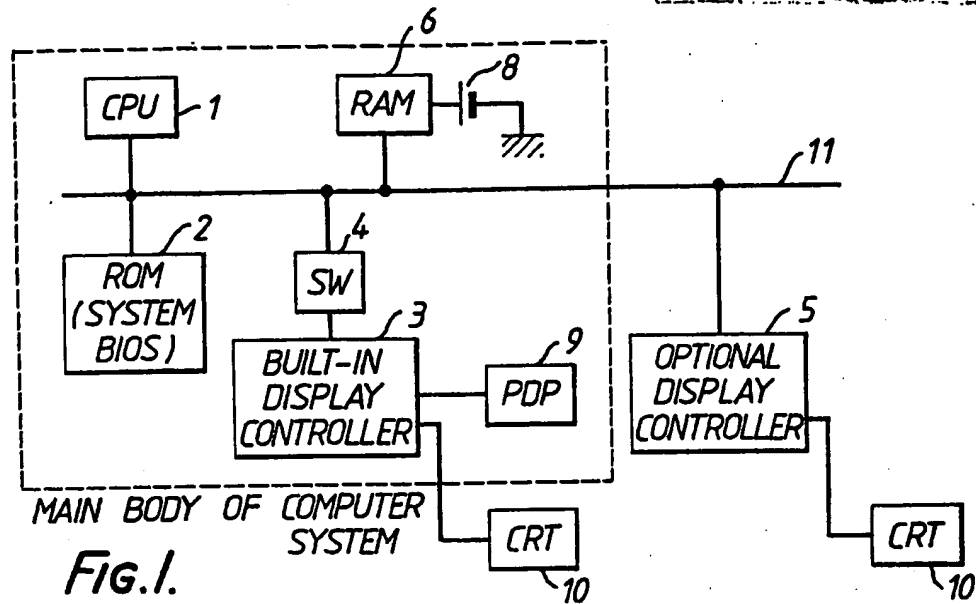 6
8
CPU
1
RAM
11
2
4
ROM
(SYSTEM
BIOS)
SW
3
5
BUILT-IN
DISPLAY
CONTROLLER
9
PDP
OPTIONAL
DISPLAY
CONTROLLER
MAIN BODY OF COMPUTER
SYSTEM
CRT
10
CRT
10
FIG.1.